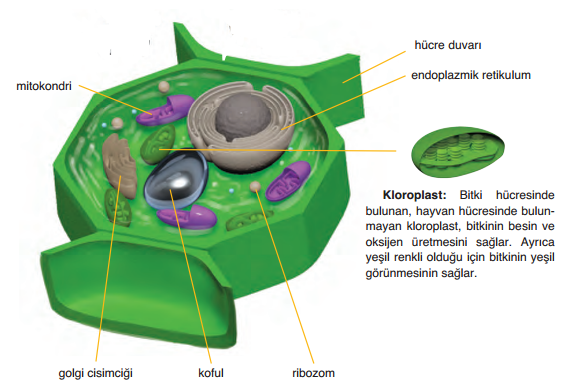 hücre duvarı
endoplazmik retikulum
mitokondri
Kloroplast: Bitki hücresinde
bulunan, hayvan hücresinde bulun-
mayan kloroplast, bitkinin besin ve
oksijen üretmesini sağlar. Ayrıca
yeşil renkli olduğu için bitkinin yeşil
görünmesinin sağlar.
golgi cisimciği
koful
ribozom